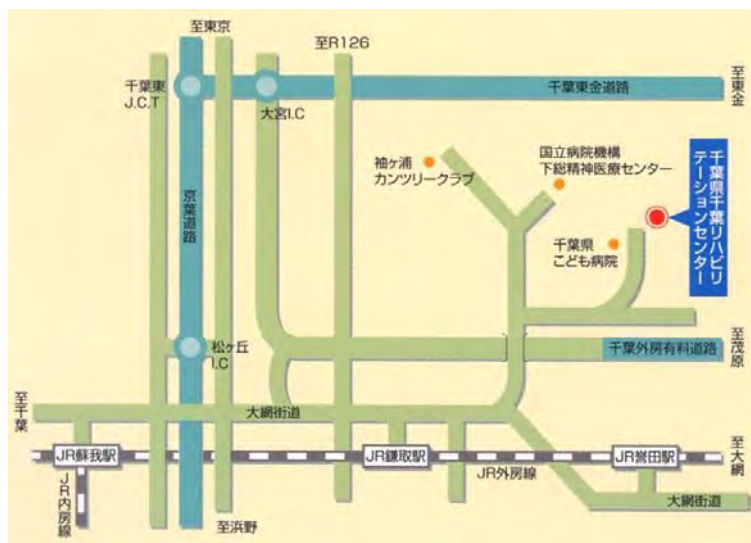 至東京
至R126
千葉東
J.C.T
大宮I.C
千葉東金道路
至東金
袖ヶ浦
カンツリークラブ
国立病院機構
下総精神医療センター
千葉県千葉リハビリ
テーションセンター
京葉道路
千葉県
こども病院
松ヶ丘
I.C
千葉外房有料道路
至茂原
至千葉
大網街道
JR蘇我駅
JR鎌取駅
JR誉田駅
至大網
JR外房線
JR内房線
大網街道
至浜野